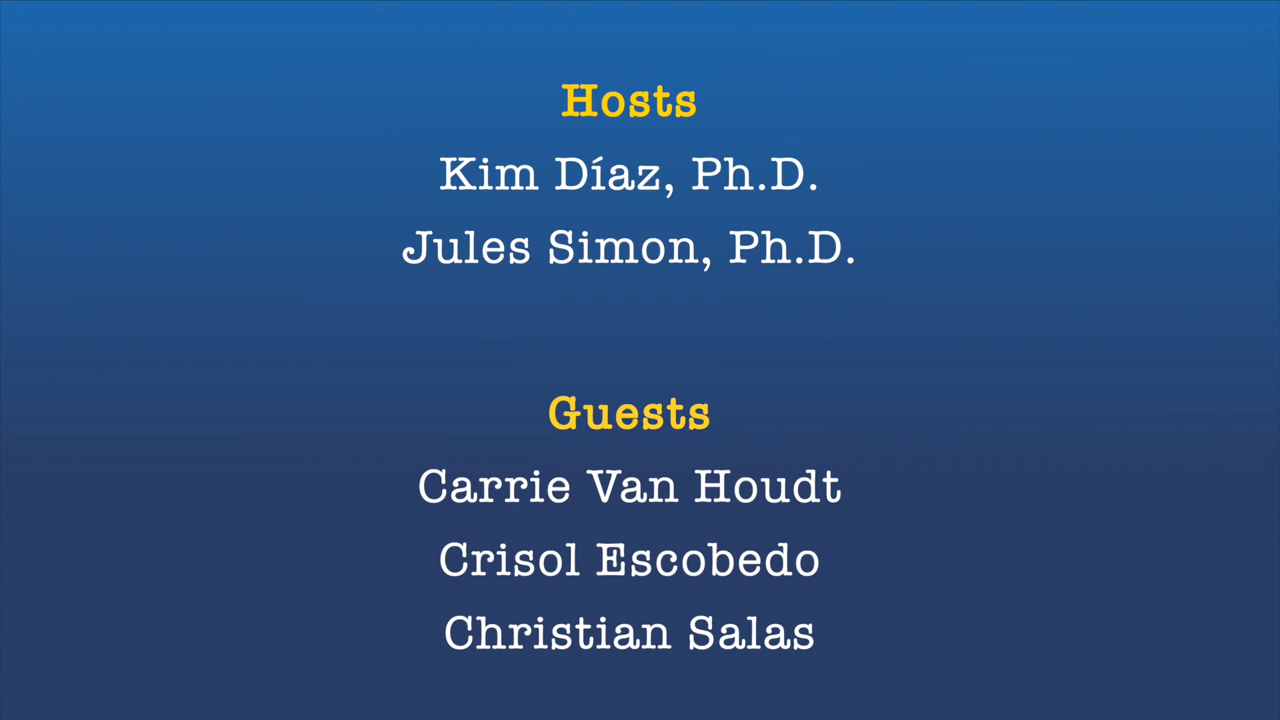 Hosts
Kim Díaz, Ph.D.
Jules Simon, Ph.D.
Guests
Carrie Van Houdt
Crisol Escobedo
Christian Salas